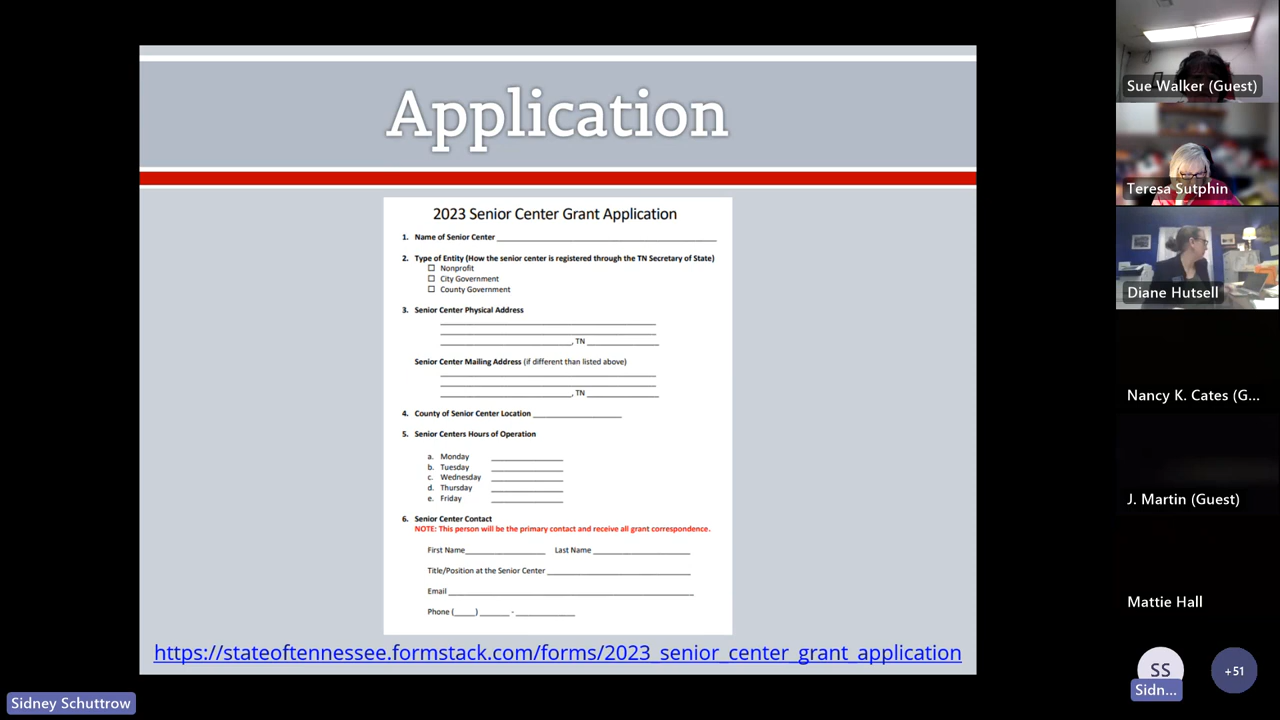 Application
2023 Senior Center Grant Application
1. Name of Senior Center
2. Type of Entity (How the senior center is registered through the TN Secretary of State)
Nonprofit
City Government
County Government
3. Senior Center Physical Address
, TN
Senior Center Mailing Address (if different than listed above)
, TN
4. County of Senior Center Location
5. Senior Centers Hours of Operation
a. Monday
b. Tuesday
c. Wednesday
d. Thursday
e. Friday
6. Senior Center Contact
NOTE: This person will be the primary contact and receive all grant correspondence.
First Name Last Name
Title/Position at the Senior Center
Email
Phone ( ) -
https://stateoftennessee.formstack.com/forms/2023_senior_center_grant_application
Sidney Schuttrow
Sue Walker (Guest)
Teresa Sutphin
Diane Hutsell
Nancy K. Cates (G...
J. Martin (Guest)
Mattie Hall
SS
Sidn...
+51